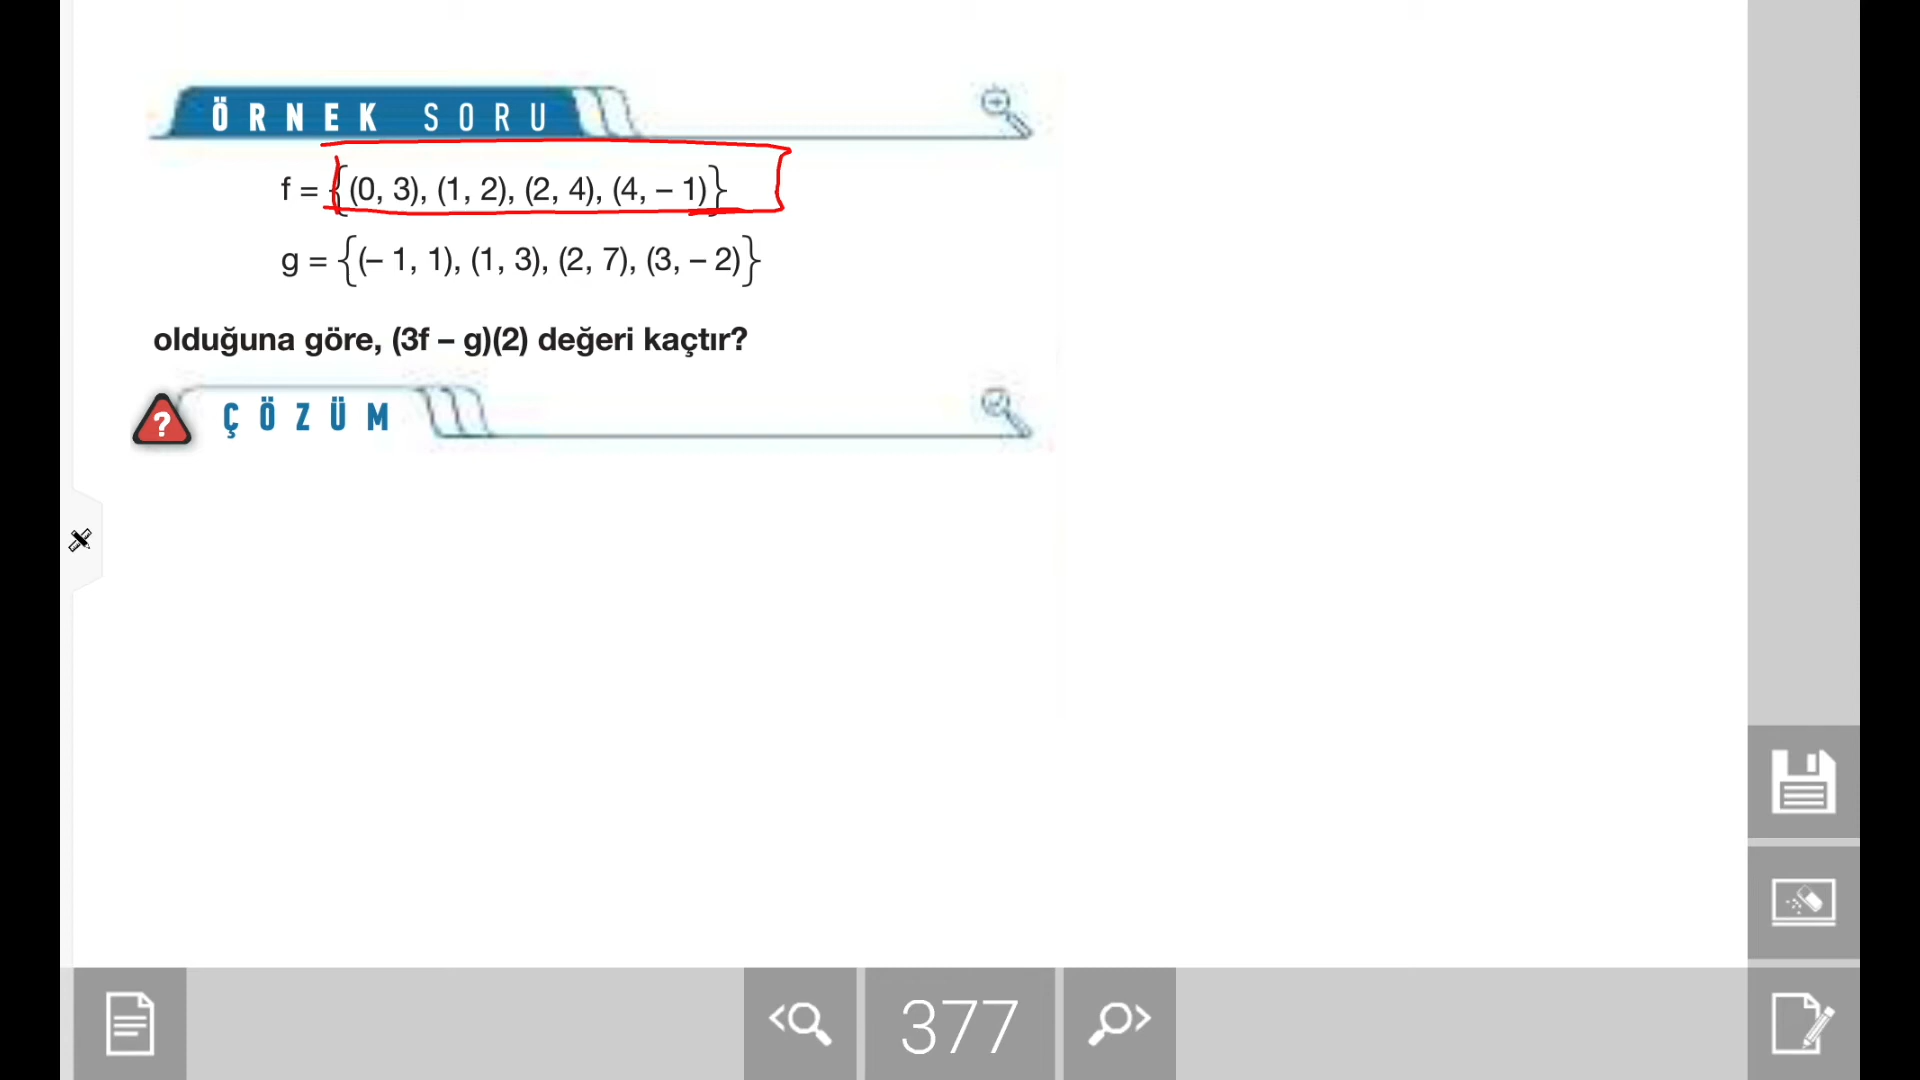 ÖRNEK SORU
f = {(0, 3), (1, 2), (2, 4), (4, – 1)}
g = {(– 1, 1), (1, 3), (2, 7), (3, – 2)}
olduğuna göre, (3f – g)(2) değeri kaçtır?
? ÇÖZÜM
377